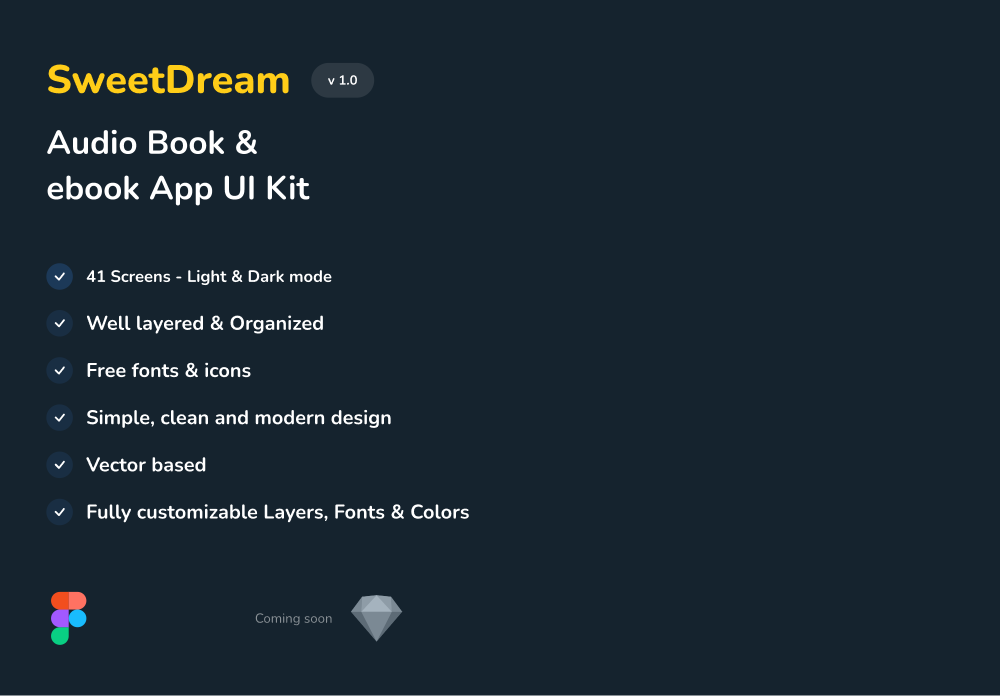 SweetDream
v 1.0
Audio Book &
ebook App UI Kit
41 Screens - Light & Dark mode
Well layered & Organized
Free fonts & icons
Simple, clean and modern design
Vector based
Fully customizable Layers, Fonts & Colors
Coming soon